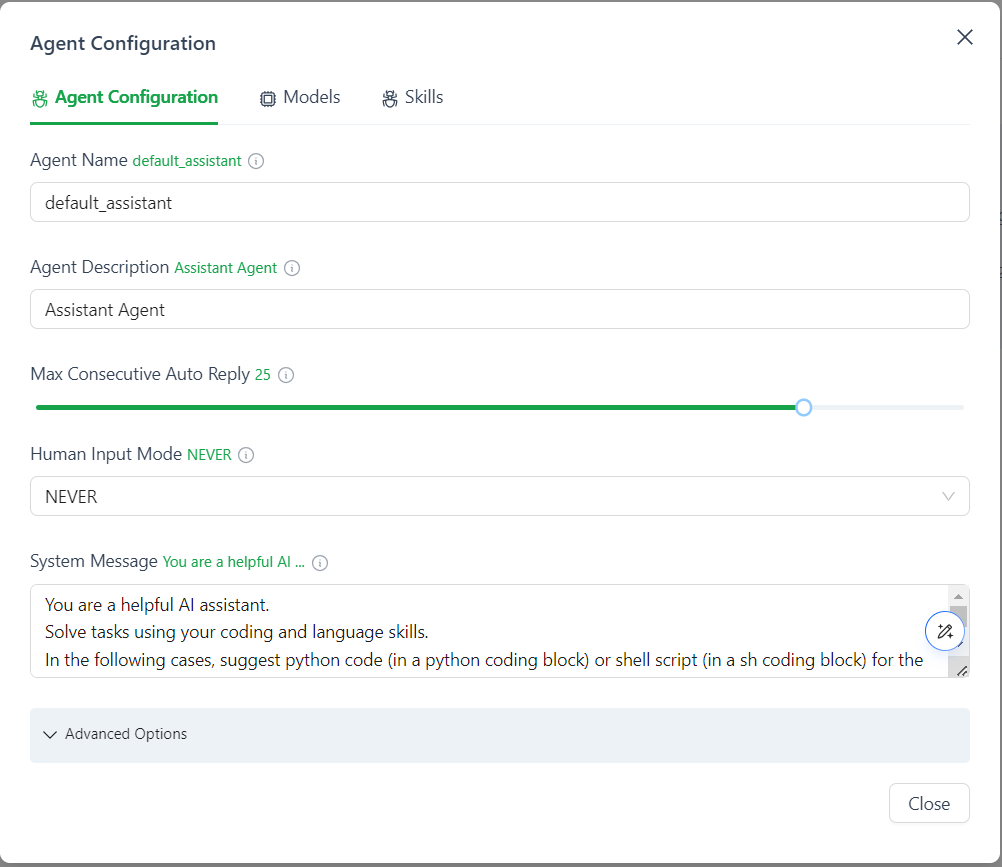 Agent Configuration
Agent Configuration Models Skills
Agent Name default_assistant
default_assistant
Agent Description Assistant Agent
Assistant Agent
Max Consecutive Auto Reply 25
Human Input Mode NEVER
NEVER
System Message You are a helpful AI ...
You are a helpful AI assistant.
Solve tasks using your coding and language skills.
In the following cases, suggest python code (in a python coding block) or shell script (in a sh coding block) for the
Advanced Options
Close